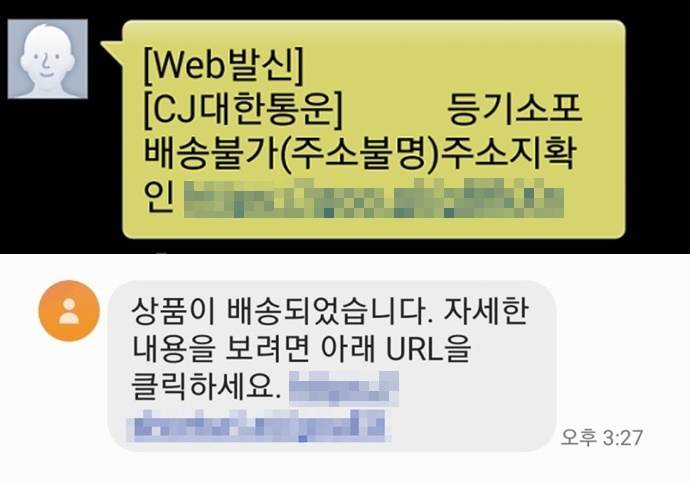 [Web발신]
[CJ대한통운] 등기소포
배송불가(주소불명)주소지확
인
상품이 배송되었습니다. 자세한
내용을 보려면 아래 URL을
클릭하세요.
오후 3:27